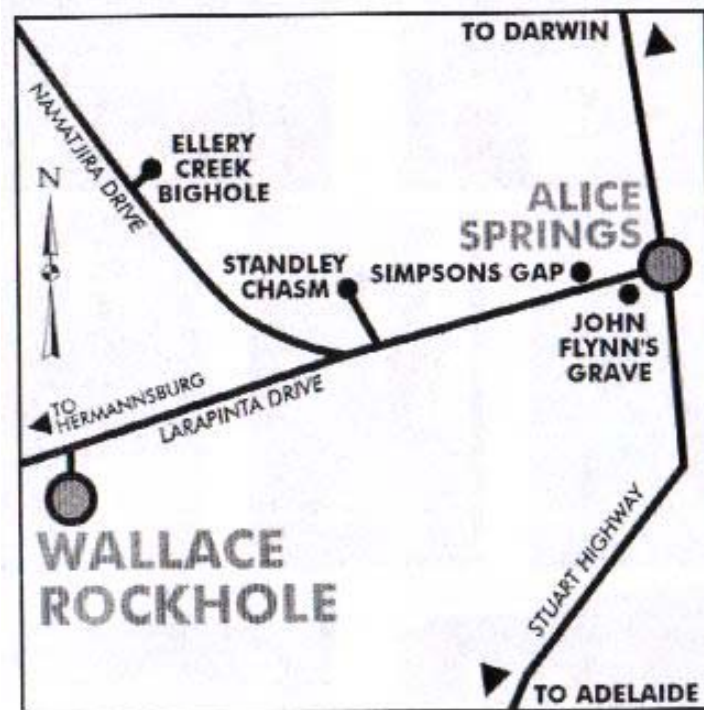 TO DARWIN
NAMATJIRA DRIVE
ELLERY
CREEK
BIGHOLE
N
ALICE
SPRINGS
STANDLEY
CHASM
SIMPSONS GAP
JOHN
FLYNN'S
GRAVE
TO
HERMANNSBURG
LARAPINTA DRIVE
WALLACE
ROCKHOLE
STUART HIGHWAY
TO ADELAIDE